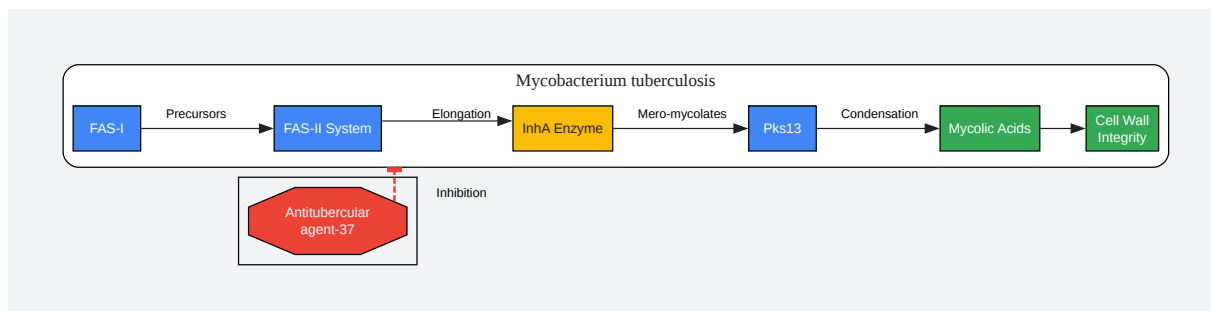 Mycobacterium tuberculosis
FAS-I
Precursors
FAS-II System
Elongation
InhA Enzyme
Mero-mycolates
Pks13
Condensation
Mycolic Acids
Cell Wall
Integrity
Inhibition
Antitubercular
agent-37